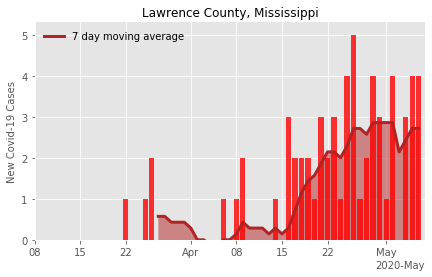 Lawrence County, Mississippi
7 day moving average
New Covid-19 Cases
5
4
3
2
1
0
08 15 22 Apr 08 15 22 May
2020-May